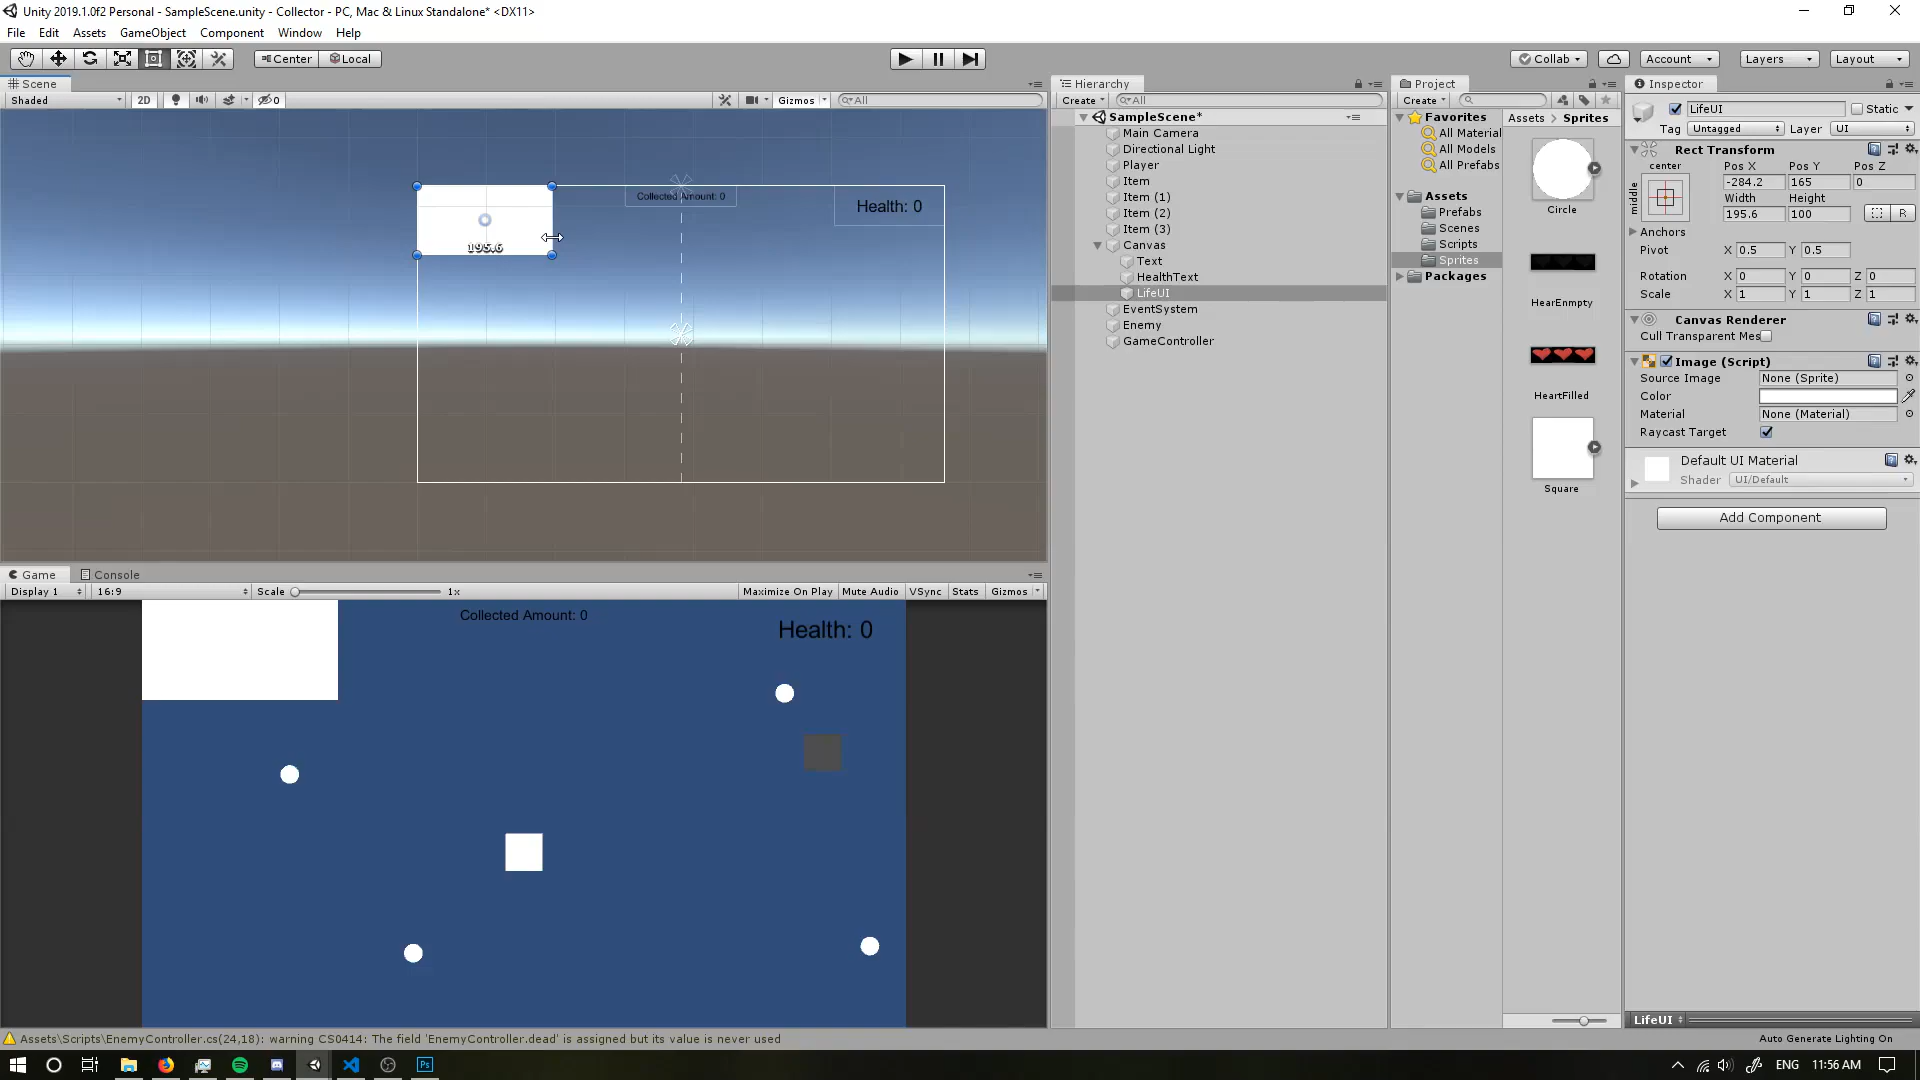 Unity 2019.1.0f2 Personal - SampleScene.unity - Collector - PC, Mac & Linux Standalone* <DX11>
File Edit Assets GameObject Component Window Help
Center Local Collab Account Layers Layout
Scene
Shaded 2D 0 Gizmos All
Collected Amount: 0
Health: 0
195.6
Game Console
Display 1 16:9 Scale 1x Maximize On Play Mute Audio VSync Stats Gizmos
Collected Amount: 0
Health: 0
Hierarchy
Create All
SampleScene*
Main Camera
Directional Light
Player
Item
Item (1)
Item (2)
Item (3)
Canvas
Text
HealthText
LifeUI
EventSystem
Enemy
GameController
Project
Create
Favorites
All Material
All Models
All Prefabs
Assets
Prefabs
Scenes
Scripts
Sprites
Packages
Assets > Sprites
Circle
HearEnmpty
HeartFilled
Square
Inspector
LifeUI Static
Tag Untagged Layer UI
Rect Transform
center Pos X Pos Y Pos Z
middle -284.2 165 0
Width Height
195.6 100 R
Anchors
Pivot X 0.5 Y 0.5
Rotation X 0 Y 0 Z 0
Scale X 1 Y 1 Z 1
Canvas Renderer
Cull Transparent Mes
Image (Script)
Source Image None (Sprite)
Color
Material None (Material)
Raycast Target
Default UI Material
Shader UI/Default
Add Component
LifeUI
Assets\Scripts\EnemyController.cs(24,18): warning CS0414: The field 'EnemyController.dead' is assigned but its value is never used
Auto Generate Lighting On
Ps
ENG 11:56 AM